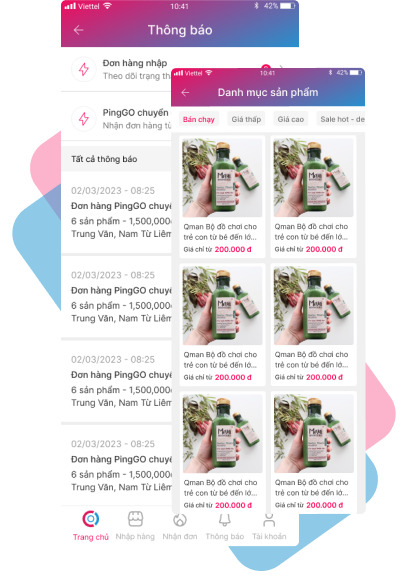 Viettel 10:41 42%
Thông báo
Đơn hàng nhập
Theo dõi trạng th
PingGO chuyển
Nhận đơn hàng từ
Tất cả thông báo
02/03/2023 - 08:25
Đơn hàng PingGO chuyể
6 sản phẩm - 1,500,000
Trung Văn, Nam Từ Liêm
02/03/2023 - 08:25
Đơn hàng PingGO chuyể
6 sản phẩm - 1,500,000
Trung Văn, Nam Từ Liêm
02/03/2023 - 08:25
Đơn hàng PingGO chuyể
6 sản phẩm - 1,500,000
Trung Văn, Nam Từ Liêm
02/03/2023 - 08:25
Đơn hàng PingGO chuyể
6 sản phẩm - 1,500,000
Trung Văn, Nam Từ Liêm
Trang chủ Nhập hàng Nhận đơn Thông báo Tài khoản
Viettel 10:41 42%
Danh mục sản phẩm
Bán chạy Giá thấp Giá cao Sale hot - de
Qman Bộ đồ chơi cho
trẻ con từ bé đến lớ...
Giá chỉ từ 200.000 đ
Qman Bộ đồ chơi cho
trẻ con từ bé đến lớ...
Giá chỉ từ 200.000 đ
Qman Bộ đồ chơi cho
trẻ con từ bé đến lớ...
Giá chỉ từ 200.000 đ
Qman Bộ đồ chơi cho
trẻ con từ bé đến lớ...
Giá chỉ từ 200.000 đ
Qman Bộ đồ chơi cho
trẻ con từ bé đến lớ...
Giá chỉ từ 200.000 đ
Qman Bộ đồ chơi cho
trẻ con từ bé đến lớ...
Giá chỉ từ 200.000 đ